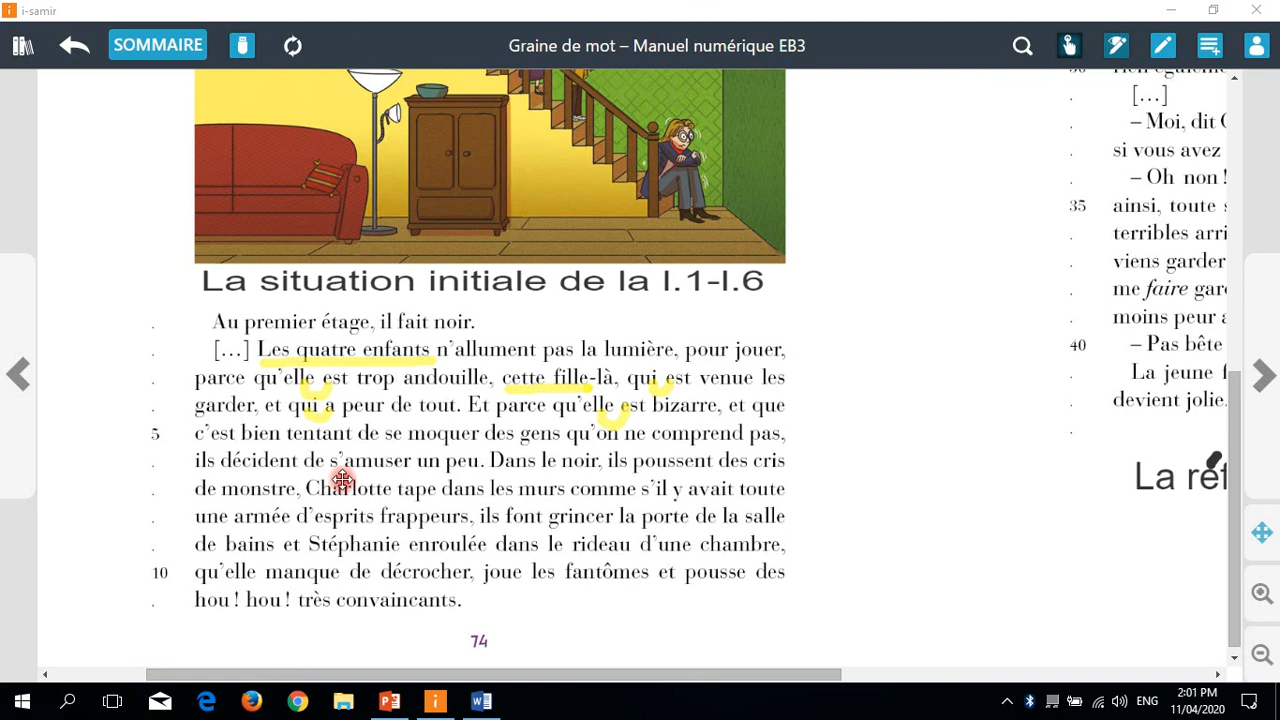 i-samir
SOMMAIRE
Graine de mot – Manuel numérique EB3
La situation initiale de la l.1-l.6
Au premier étage, il fait noir.
[…] Les quatre enfants n'allument pas la lumière, pour jouer,
parce qu'elle est trop andouille, cette fille-là, qui est venue les
garder, et qui a peur de tout. Et parce qu'elle est bizarre, et que
5 c'est bien tentant de se moquer des gens qu'on ne comprend pas,
ils décident de s'amuser un peu. Dans le noir, ils poussent des cris
de monstre, Charlotte tape dans les murs comme s'il y avait toute
une armée d'esprits frappeurs, ils font grincer la porte de la salle
de bains et Stéphanie enroulée dans le rideau d'une chambre,
10 qu'elle manque de décrocher, joue les fantômes et pousse des
hou ! hou ! très convaincants.
74
[…]
– Moi, dit
si vous avez
– Oh non !
35 ainsi, toute
terribles arri
viens garder
me faire gar
moins peur a
40 – Pas bête
La jeune f
devient jolie.
La ré
ENG
2:01 PM
11/04/2020